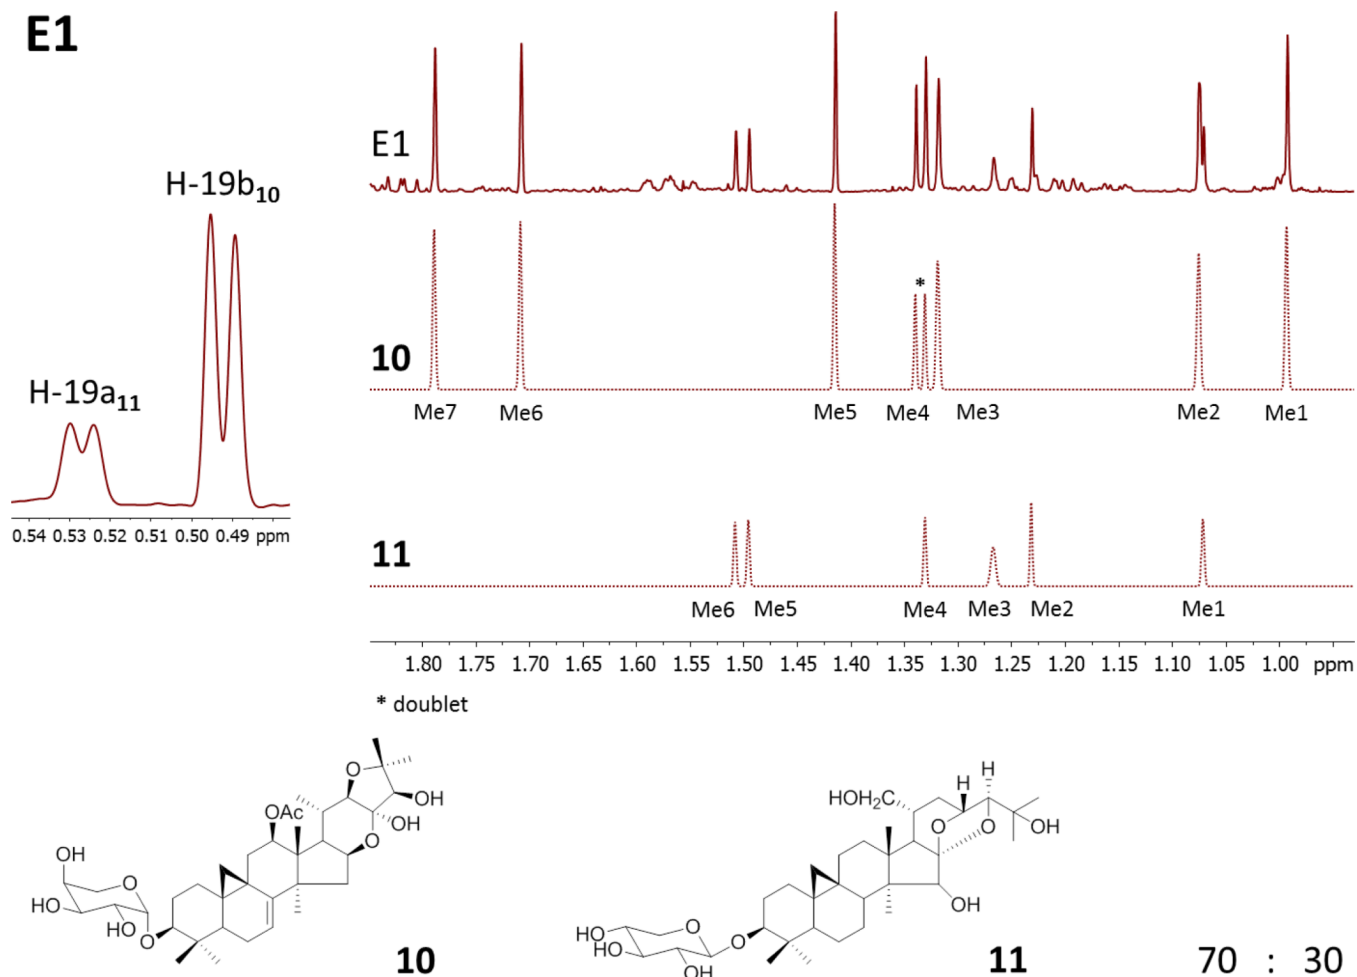 E1
E1
H-19b10
H-19a11
0.54 0.53 0.52 0.51 0.50 0.49 ppm
*
10
Me7 Me6 Me5 Me4 Me3 Me2 Me1
11
Me6 Me5 Me4 Me3 Me2 Me1
1.80 1.75 1.70 1.65 1.60 1.55 1.50 1.45 1.40 1.35 1.30 1.25 1.20 1.15 1.10 1.05 1.00 ppm
* doublet
O
OAc
OH
OH
O
OH
O
HO
HO
O
10
H
H
HOH2C
O
O
OH
OH
O
HO
HO
O
OH
11
70 : 30